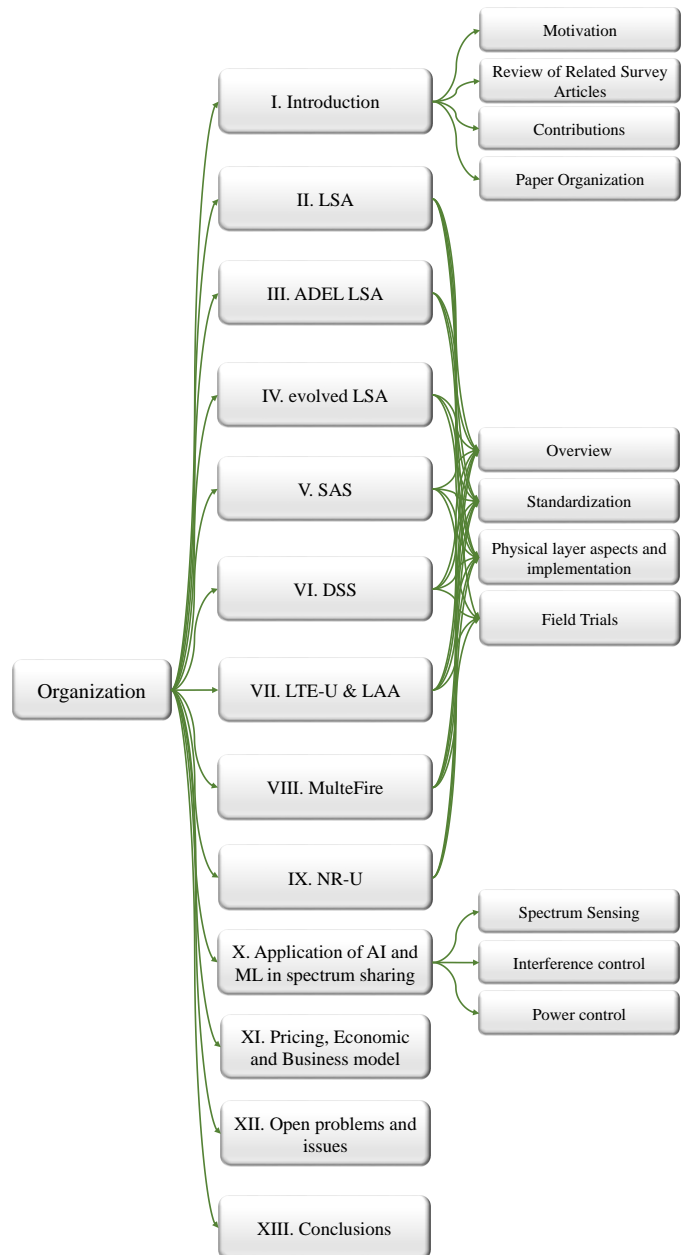 Organization
I. Introduction
Motivation
Review of Related Survey
Articles
Contributions
Paper Organization
II. LSA
III. ADEL LSA
IV. evolved LSA
V. SAS
VI. DSS
VII. LTE-U & LAA
VIII. MulteFire
IX. NR-U
Overview
Standardization
Physical layer aspects and
implementation
Field Trials
X. Application of AI and
ML in spectrum sharing
Spectrum Sensing
Interference control
Power control
XI. Pricing, Economic
and Business model
XII. Open problems and
issues
XIII. Conclusions